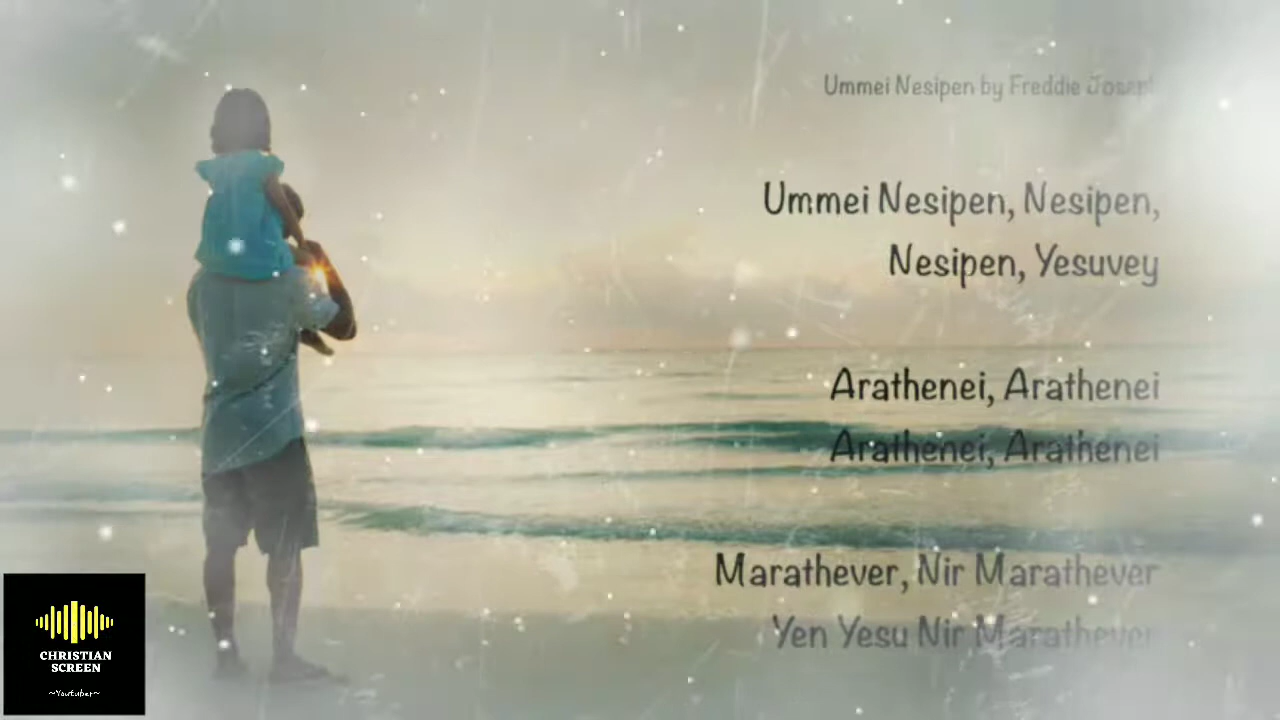 Ummei Nesipen by Freddie Joseph
Ummei Nesipen, Nesipen,
Nesipen, Yesuvey
Arathenei, Arathenei
Arathenei, Arathenei
Marathever, Nir Marathever
Yen Yesu Nir Marathever
CHRISTIAN
SCREEN
~Youtuber~